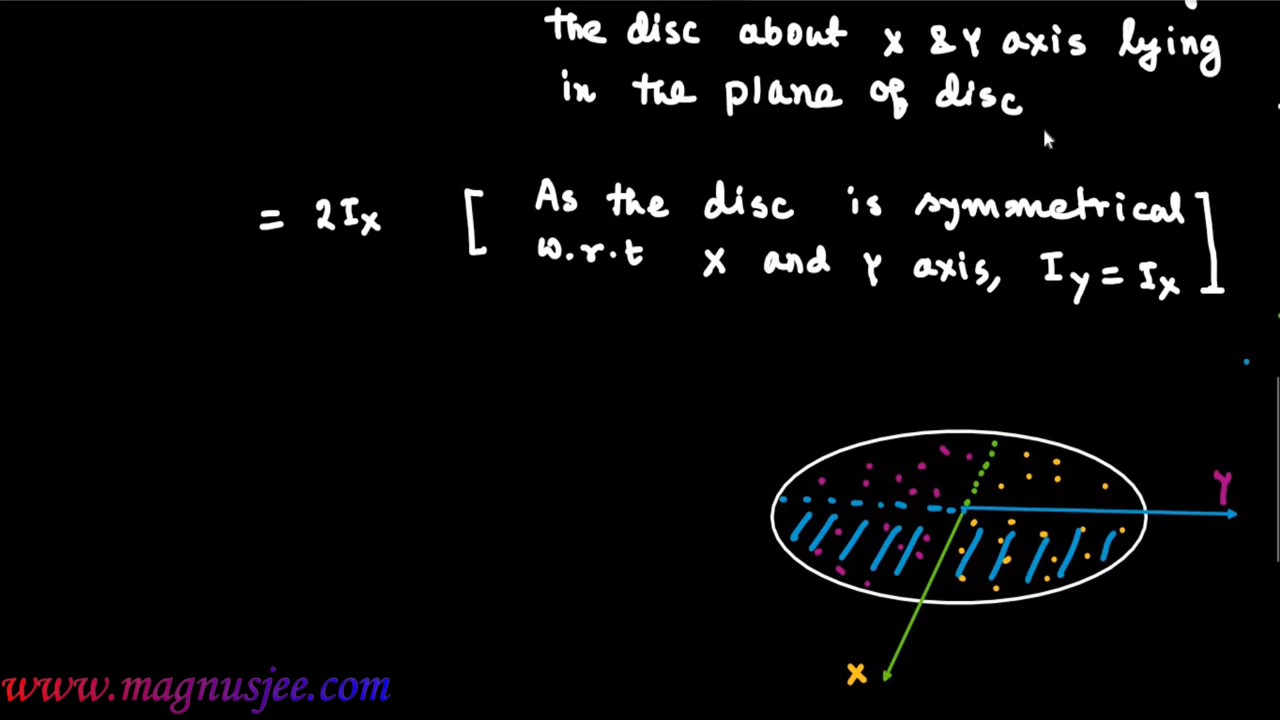 the disc about X & Y axis lying
in the plane of disc
= 2Ix [ As the disc is symmetrical
w.r.t X and Y axis, Iy = Ix ]
Y
X
www.magnusjee.com